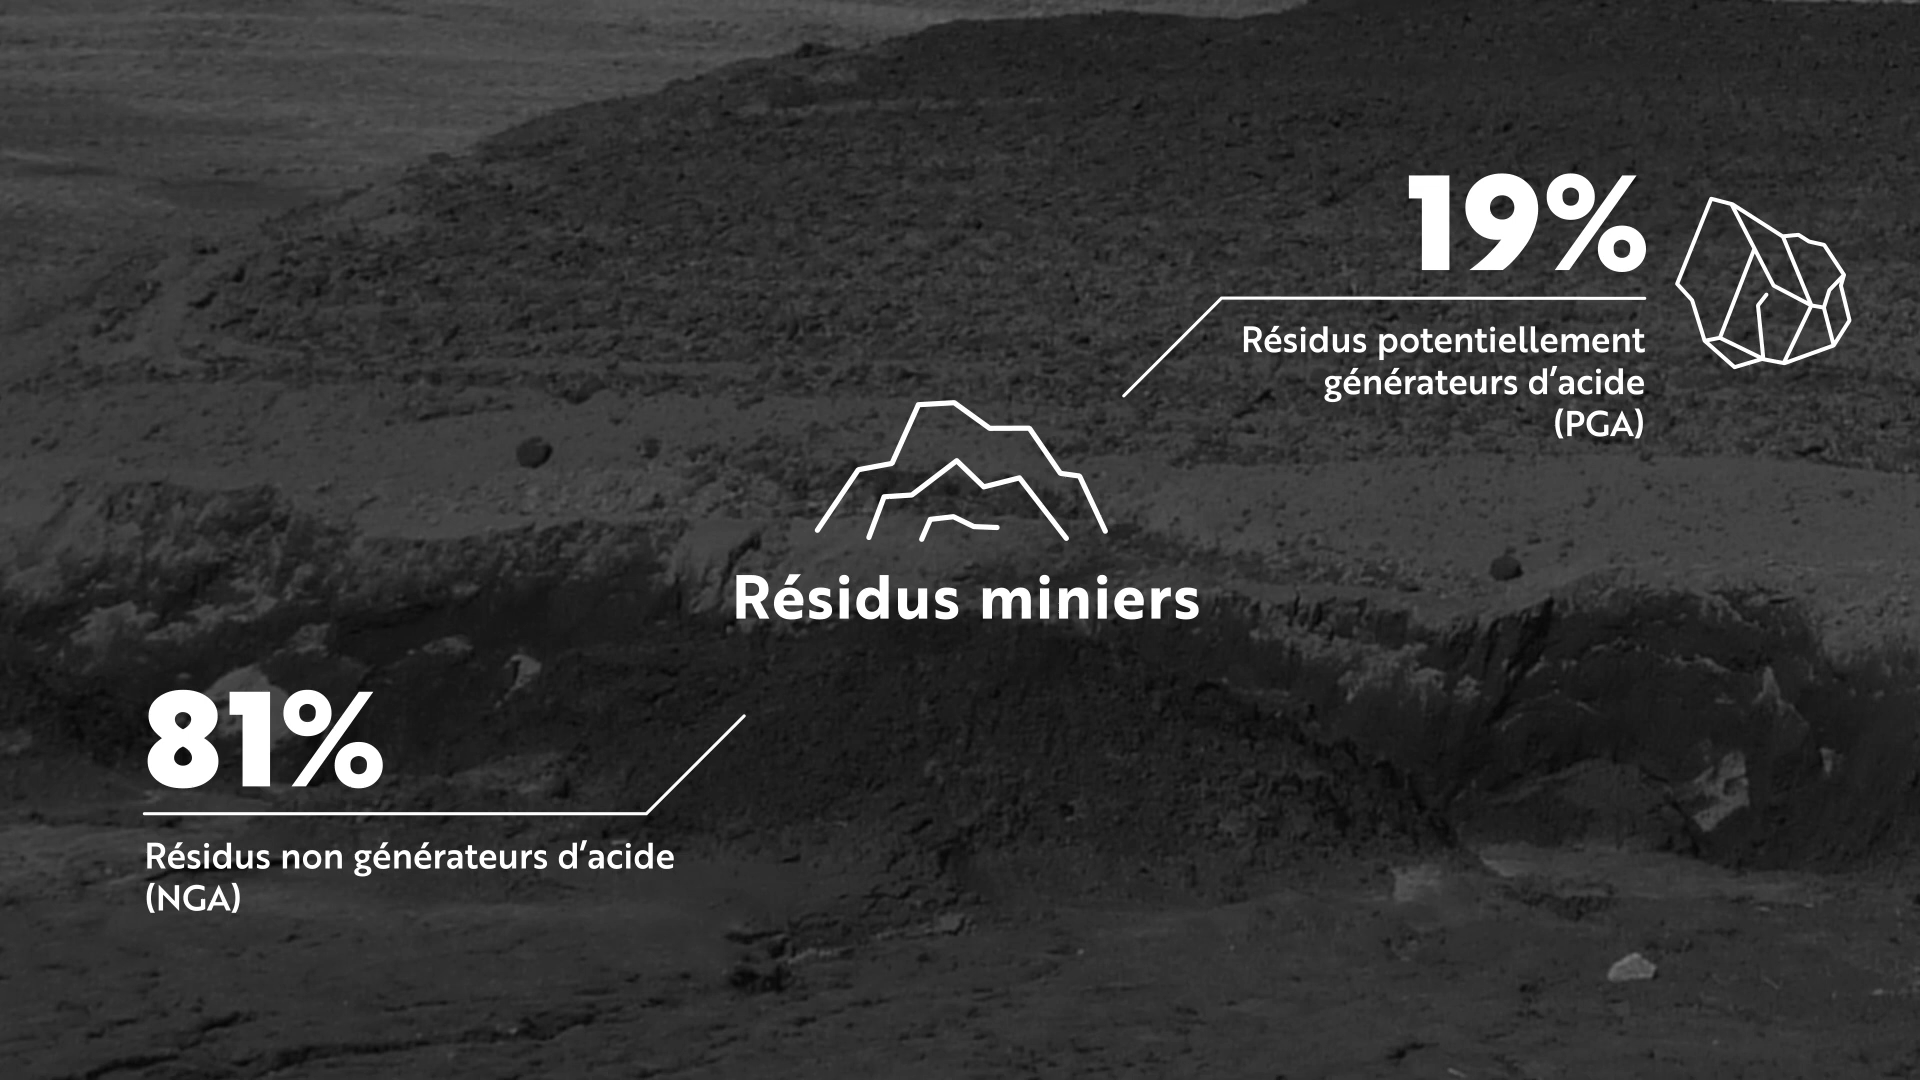 19%
Résidus potentiellement
générateurs d’acide
(PGA)
Résidus miniers
81%
Résidus non générateurs d’acide
(NGA)